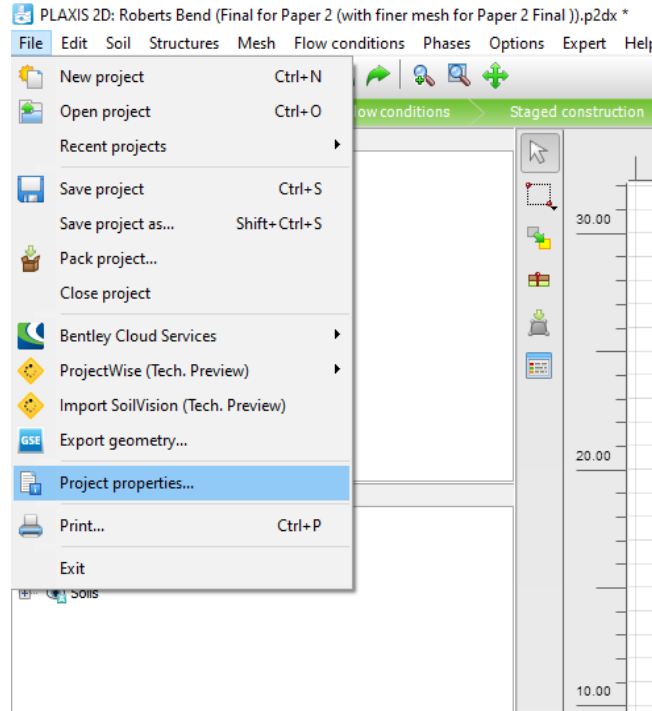 PLAXIS 2D: Roberts Bend (Final for Paper 2 (with finer mesh for Paper 2 Final )).p2dx *
File Edit Soil Structures Mesh Flow conditions Phases Options Expert Help
New project Ctrl+N
Open project Ctrl+O
low conditions Staged construction
Recent projects
Save project Ctrl+S
Save project as... Shift+Ctrl+S
30.00
Pack project...
Close project
Bentley Cloud Services
ProjectWise (Tech. Preview)
Import SoilVision (Tech. Preview)
GSE Export geometry...
20.00
Project properties...
Print... Ctrl+P
Exit
Soils
10.00